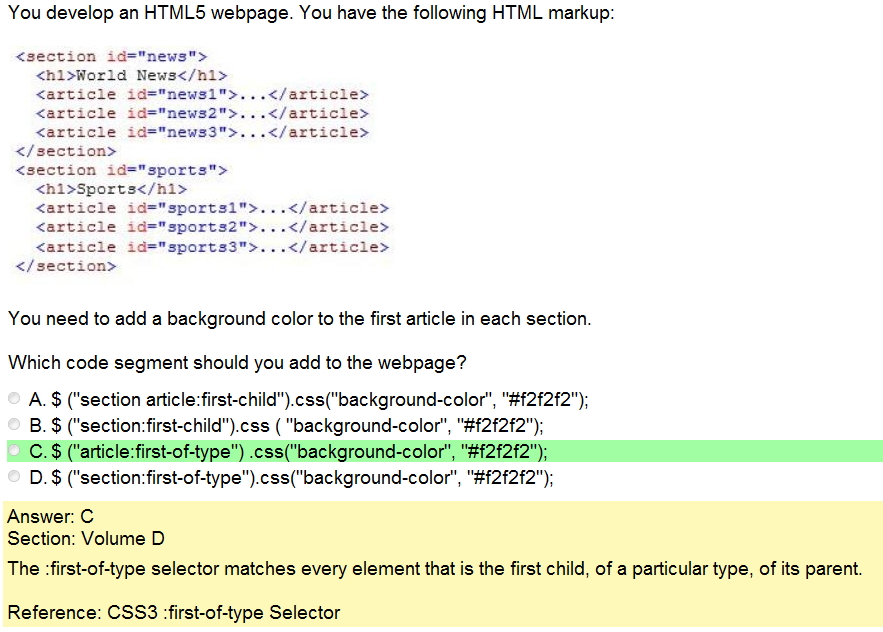 You develop an HTML5 webpage. You have the following HTML markup:
<section id="news">
<h1>World News</h1>
<article id="news1">...</article>
<article id="news2">...</article>
<article id="news3">...</article>
</section>
<section id="sports">
<h1>Sports</h1>
<article id="sports1">...</article>
<article id="sports2">...</article>
<article id="sports3">...</article>
</section>
You need to add a background color to the first article in each section.
Which code segment should you add to the webpage?
A. $ ("section article:first-child").css("background-color", "#f2f2f2");
B. $ ("section:first-child").css ( "background-color", "#f2f2f2");
C. $ ("article:first-of-type") .css("background-color", "#f2f2f2");
D. $ ("section:first-of-type").css("background-color", "#f2f2f2");
Answer: C
Section: Volume D
The :first-of-type selector matches every element that is the first child, of a particular type, of its parent.
Reference: CSS3 :first-of-type Selector